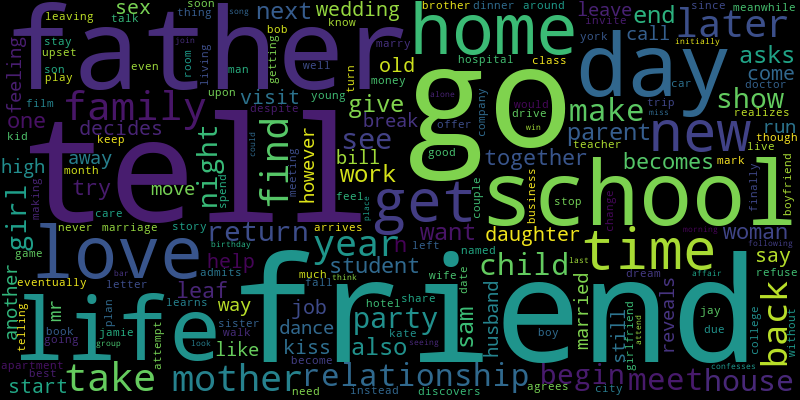 father
tell
go
friend
school
life
day
home
love
time
get
new
family
mother
year
take
back
relationship
party
night
find
later
house
meet
begin
child
girl
work
give
make
show
see
return
student
next
wedding
leave
end
call
asks
come
run
parent
together
becomes
woman
daughter
want
say
reveals
husband
married
sam
still
also
kiss
dance
like
job
way
leaf
help
mr
start
another
try
move
away
decides
high
one
feeling
sex
visit
old
bill
break
however
leaving
soon
talk
thing
upset
stay
son
play
even
room
living
bob
getting
know
brother
dinner
around
since
meanwhile
invite
york
initially
marry
song
join
hospital
class
man
well
turn
money
car
doctor
film
upon
despite
young
alone
would
company
offer
drive
win
trip
miss
realizes
kid
keep
month
good
teacher
though
live
mark
finally
boyfriend
making
care
spend
could
meeting
feel
place
couple
stop
business
change
never
marriage
story
birthday
arrives
left
named
morning
following
game
admits
much
think
wife
date
last
dream
affair
refuse
eventually
bar
letter
fall
learns
hotel
share
boy
girlfriend
attend
jay
due
college
without
telling
book
going
plan
jamie
group
attempt
sister
walk
look
kate
seeing
confesses
apartment
best
become
need
instead
discovers
agrees
city